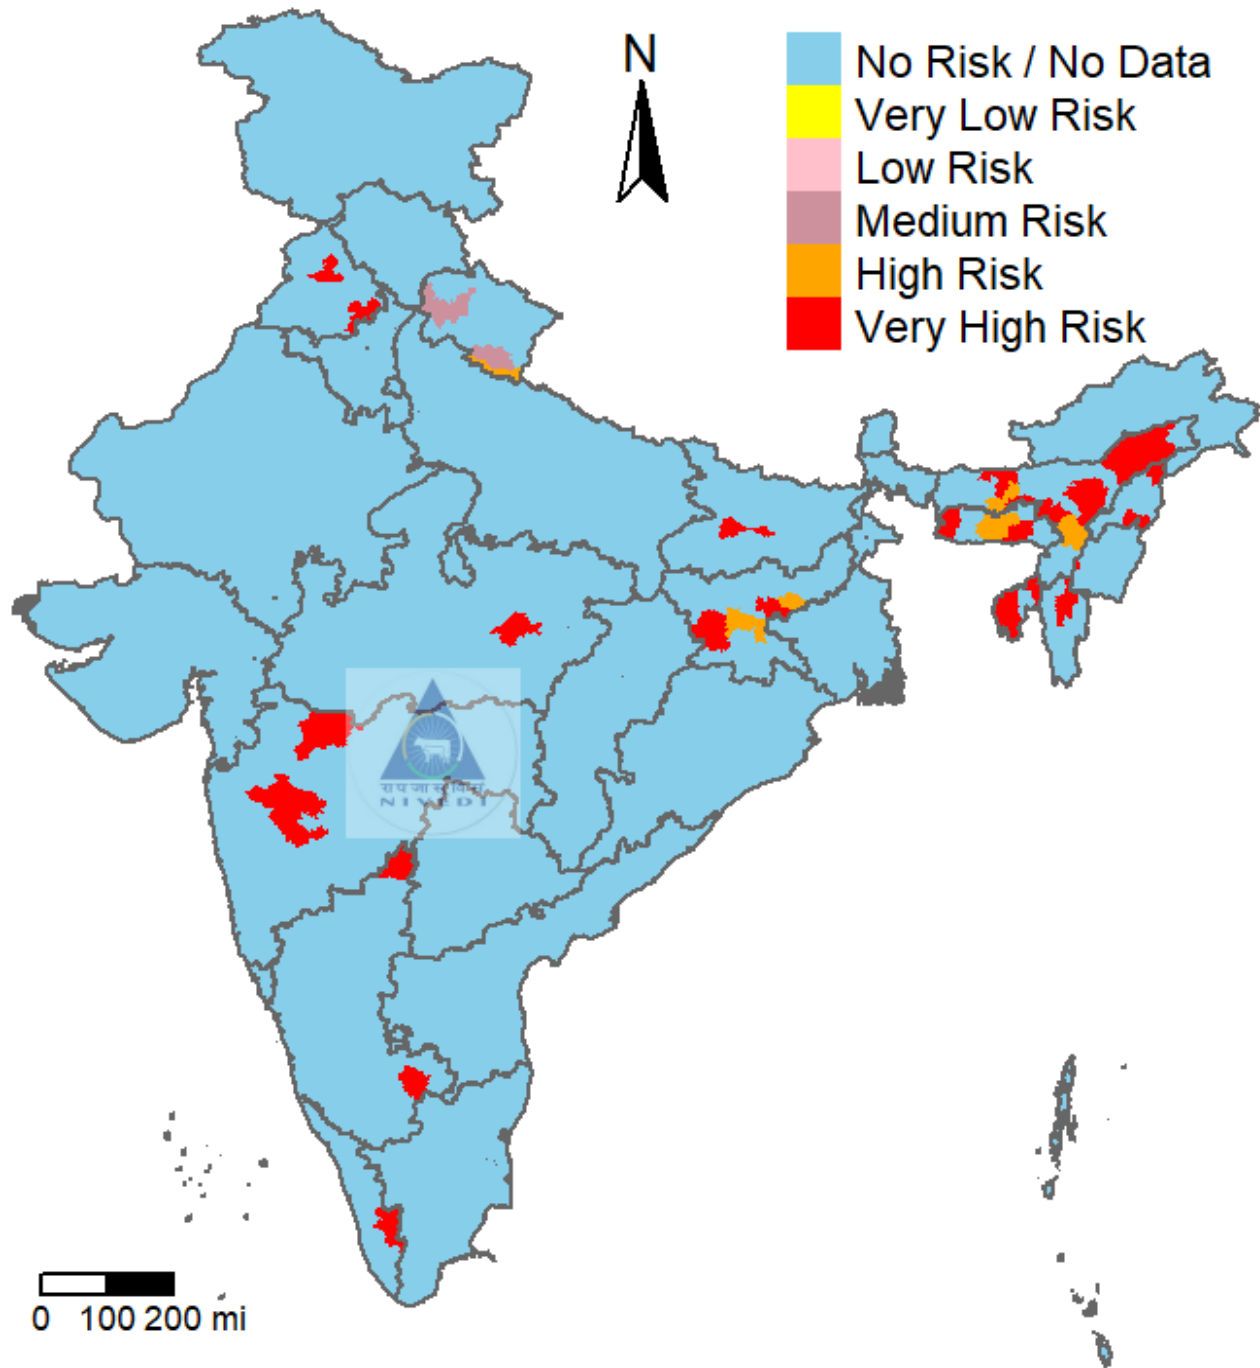 N
No Risk / No Data
Very Low Risk
Low Risk
Medium Risk
High Risk
Very High Risk
NIVEDI
0 100 200 mi